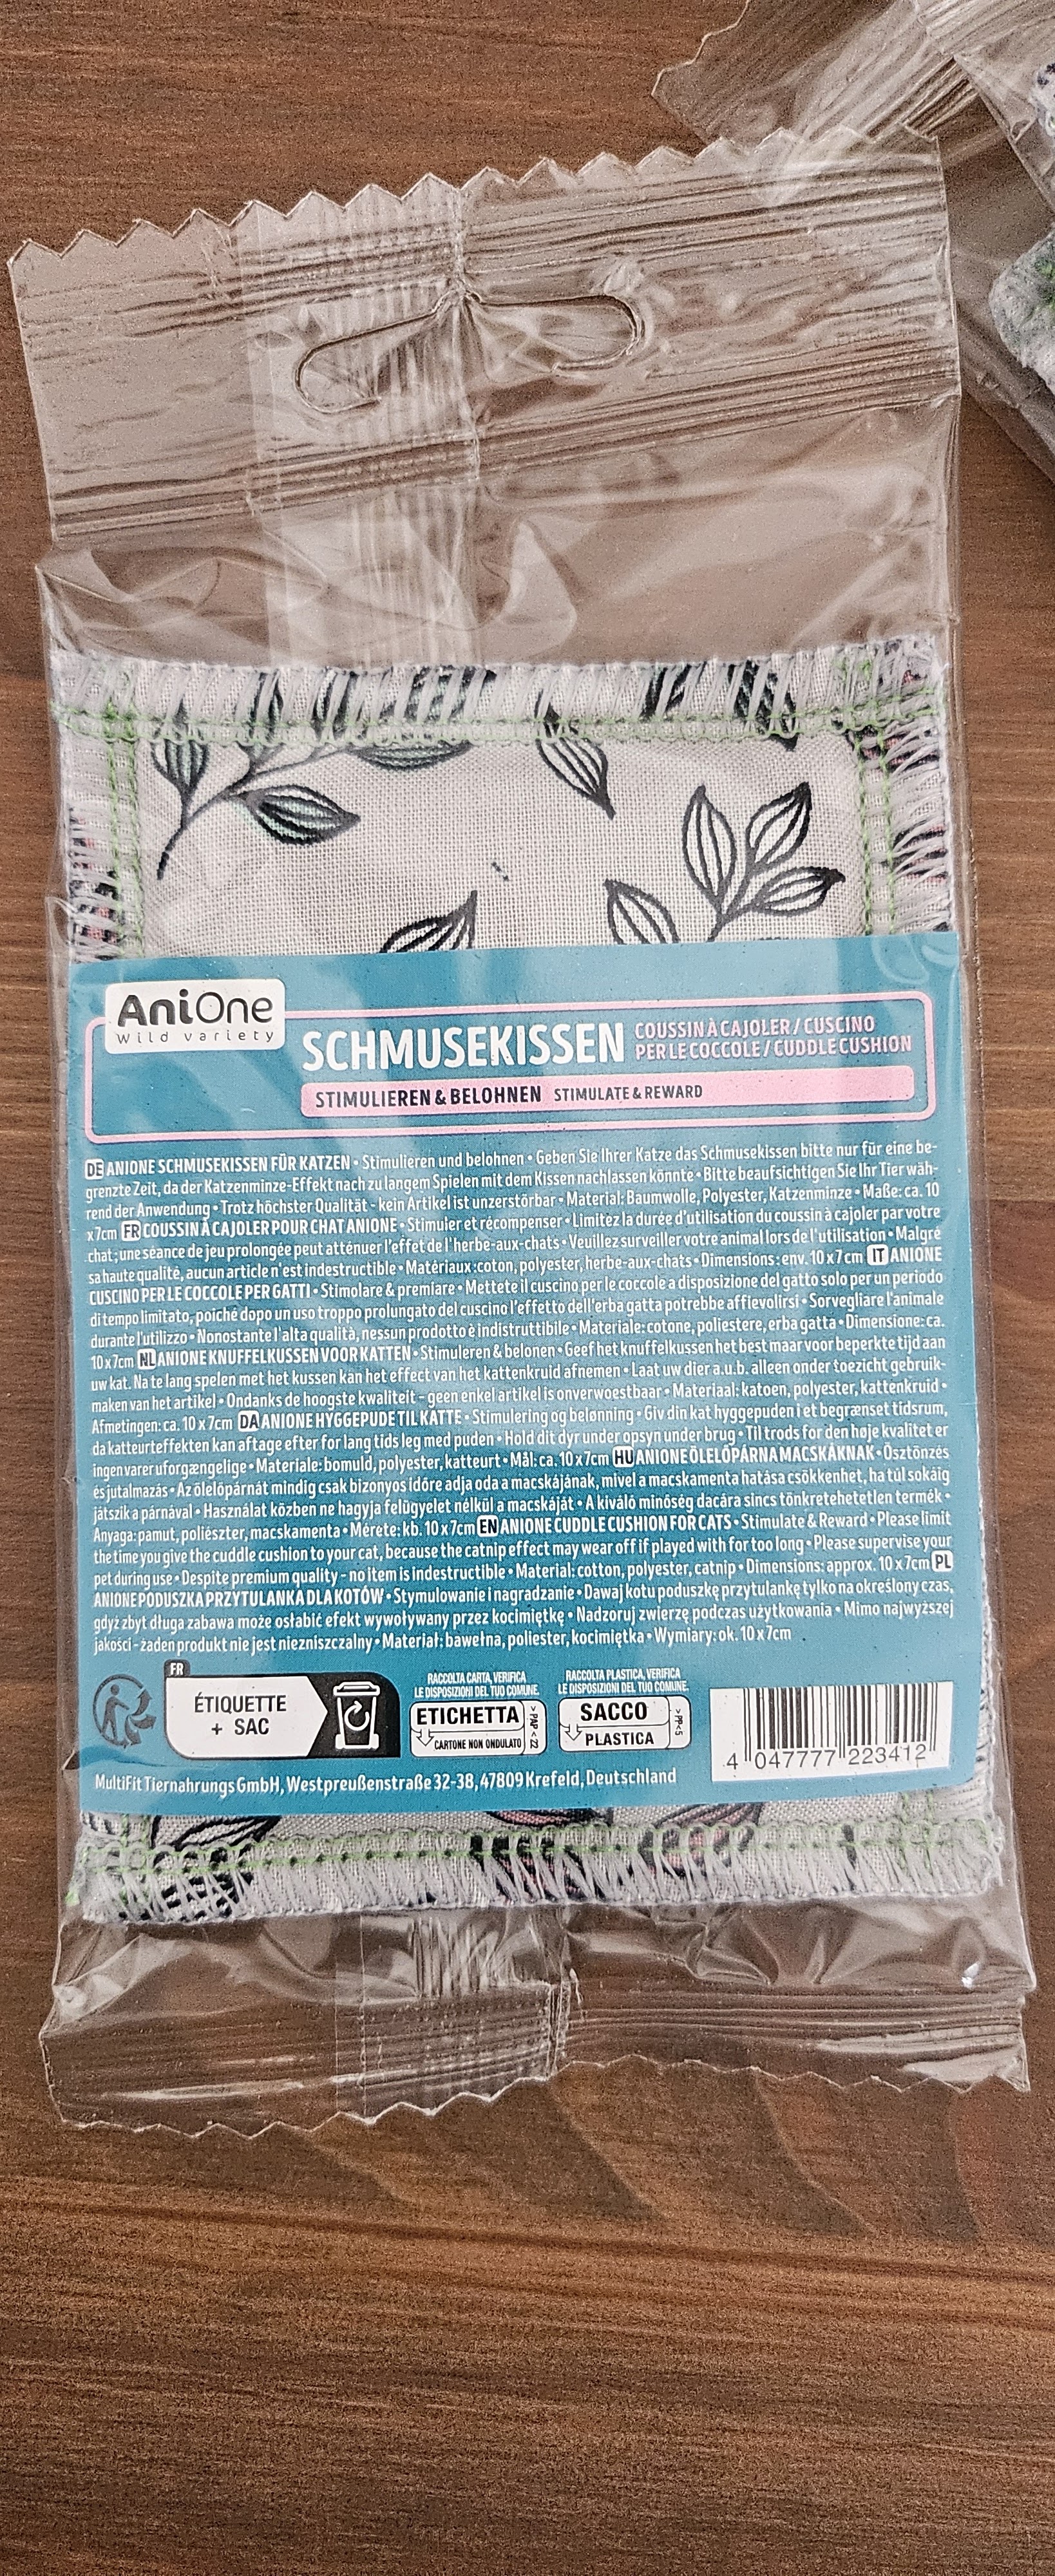 AniOne
Wild variety
SCHMUSEKISSEN
COUSSIN À CAJOLER / CUSCINO
PER LE COCCOLE / CUDDLE CUSHION
STIMULIEREN & BELOHNEN STIMULATE & REWARD
DE ANIONE SCHMUSEKISSEN FÜR KATZEN • Stimulieren und belohnen • Geben Sie Ihrer Katze das Schmusekissen bitte nur für eine be-
grenzte Zeit, da der Katzenminze-Effekt nach zu langem Spielen mit dem Kissen nachlassen könnte • Bitte beaufsichtigen Sie Ihr Tier wäh-
rend der Anwendung • Trotz höchster Qualität - kein Artikel ist unzerstörbar • Material: Baumwolle, Polyester, Katzenminze • Maße: ca. 10
x 7 cm FR COUSSIN À CAJOLER POUR CHAT ANIONE • Stimuler et récompenser • Limitez la durée d'utilisation du coussin à cajoler par votre
chat ; une séance de jeu prolongée peut atténuer l'effet de l'herbe-aux-chats • Veuillez surveiller votre animal lors de l'utilisation • Malgré
sa haute qualité, aucun article n'est indestructible • Matériaux : coton, polyester, herbe-aux-chats • Dimensions : env. 10 x 7 cm IT ANIONE
CUSCINO PER LE COCCOLE PER GATTI • Stimolare & premiare • Mettete il cuscino per le coccole a disposizione del gatto solo per un periodo
di tempo limitato, poiché dopo un uso troppo prolungato del cuscino l'effetto dell'erba gatta potrebbe affievolirsi • Sorvegliare l'animale
durante l'utilizzo • Nonostante l'alta qualità, nessun prodotto è indistruttibile • Materiale: cotone, poliestere, erba gatta • Dimensione: ca.
10 x 7 cm NL ANIONE KNUFFELKUSSEN VOOR KATTEN • Stimuleren & belonen • Geef het knuffelkussen het best maar voor beperkte tijd aan
uw kat. Na te lang spelen met het kussen kan het effect van het kattenkruid afnemen • Laat uw dier a.u.b. alleen onder toezicht gebruik-
maken van het artikel • Ondanks de hoogste kwaliteit - geen enkel artikel is onverwoestbaar • Materiaal: katoen, polyester, kattenkruid •
Afmetingen: ca. 10 x 7 cm DA ANIONE HYGGEPUDE TIL KATTE • Stimulering og belønning • Giv din kat hyggepuden i et begrænset tidsrum,
da katteurteffekten kan aftage efter for lang tids leg med puden • Hold dit dyr under opsyn under brug • Til trods for den høje kvalitet er
ingen varer uforgængelige • Materiale: bomuld, polyester, katteurt • Mål: ca. 10 x 7 cm HU ANIONE ÖLELŐPÁRNA MACSKÁKNAK • Ösztönzés
és jutalmazás • Az ölelőpárnát mindig csak bizonyos időre adja oda a macskájának, mivel a macskamenta hatása csökkenhet, ha túl sokáig
játszik a párnával • Használat közben ne hagyja felügyelet nélkül a macskáját • A kiváló minőség dacára sincs tönkretehetetlen termék •
Anyaga: pamut, poliészter, macskamenta • Mérete: kb. 10 x 7 cm EN ANIONE CUDDLE CUSHION FOR CATS • Stimulate & Reward • Please limit
the time you give the cuddle cushion to your cat, because the catnip effect may wear off if played with for too long • Please supervise your
pet during use • Despite premium quality - no item is indestructible • Material: cotton, polyester, catnip • Dimensions: approx. 10 x 7 cm PL
ANIONE PODUSZKA PRZYTULANKA DLA KOTÓW • Stymulowanie i nagradzanie • Dawaj kotu poduszkę przytulankę tylko na określony czas,
gdyż zbyt długa zabawa może osłabić efekt wywoływany przez kocimiętkę • Nadzoruj zwierzę podczas użytkowania • Mimo najwyższej
jakości - żaden produkt nie jest niezniszczalny • Materiał: bawełna, poliester, kocimiętka • Wymiary: ok. 10 x 7 cm
FR
ÉTIQUETTE
+ SAC
RACCOLTA CARTA, VERIFICA
LE DISPOSIZIONI DEL TUO COMUNE.
ETICHETTA
CARTONE NON ONDULATO
> PAP < 22
RACCOLTA PLASTICA, VERIFICA
LE DISPOSIZIONI DEL TUO COMUNE.
SACCO
PLASTICA
> PP < 5
4 047777 223412
MultiFit Tiernahrungs GmbH, Westpreußenstraße 32-38, 47809 Krefeld, Deutschland